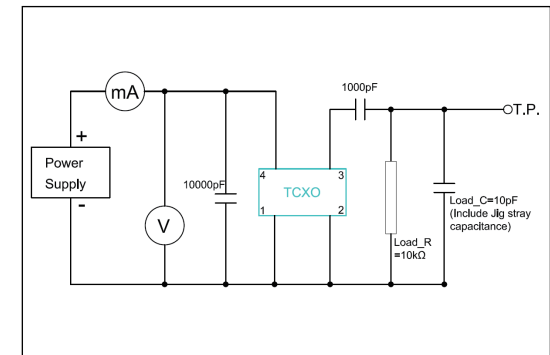 mA
1000pF
T.P.
+
Power
Supply
-
10000pF
V
4
3
TCXO
1
2
Load_C=10pF
(Include Jig stray
capacitance)
Load_R
=10kΩ